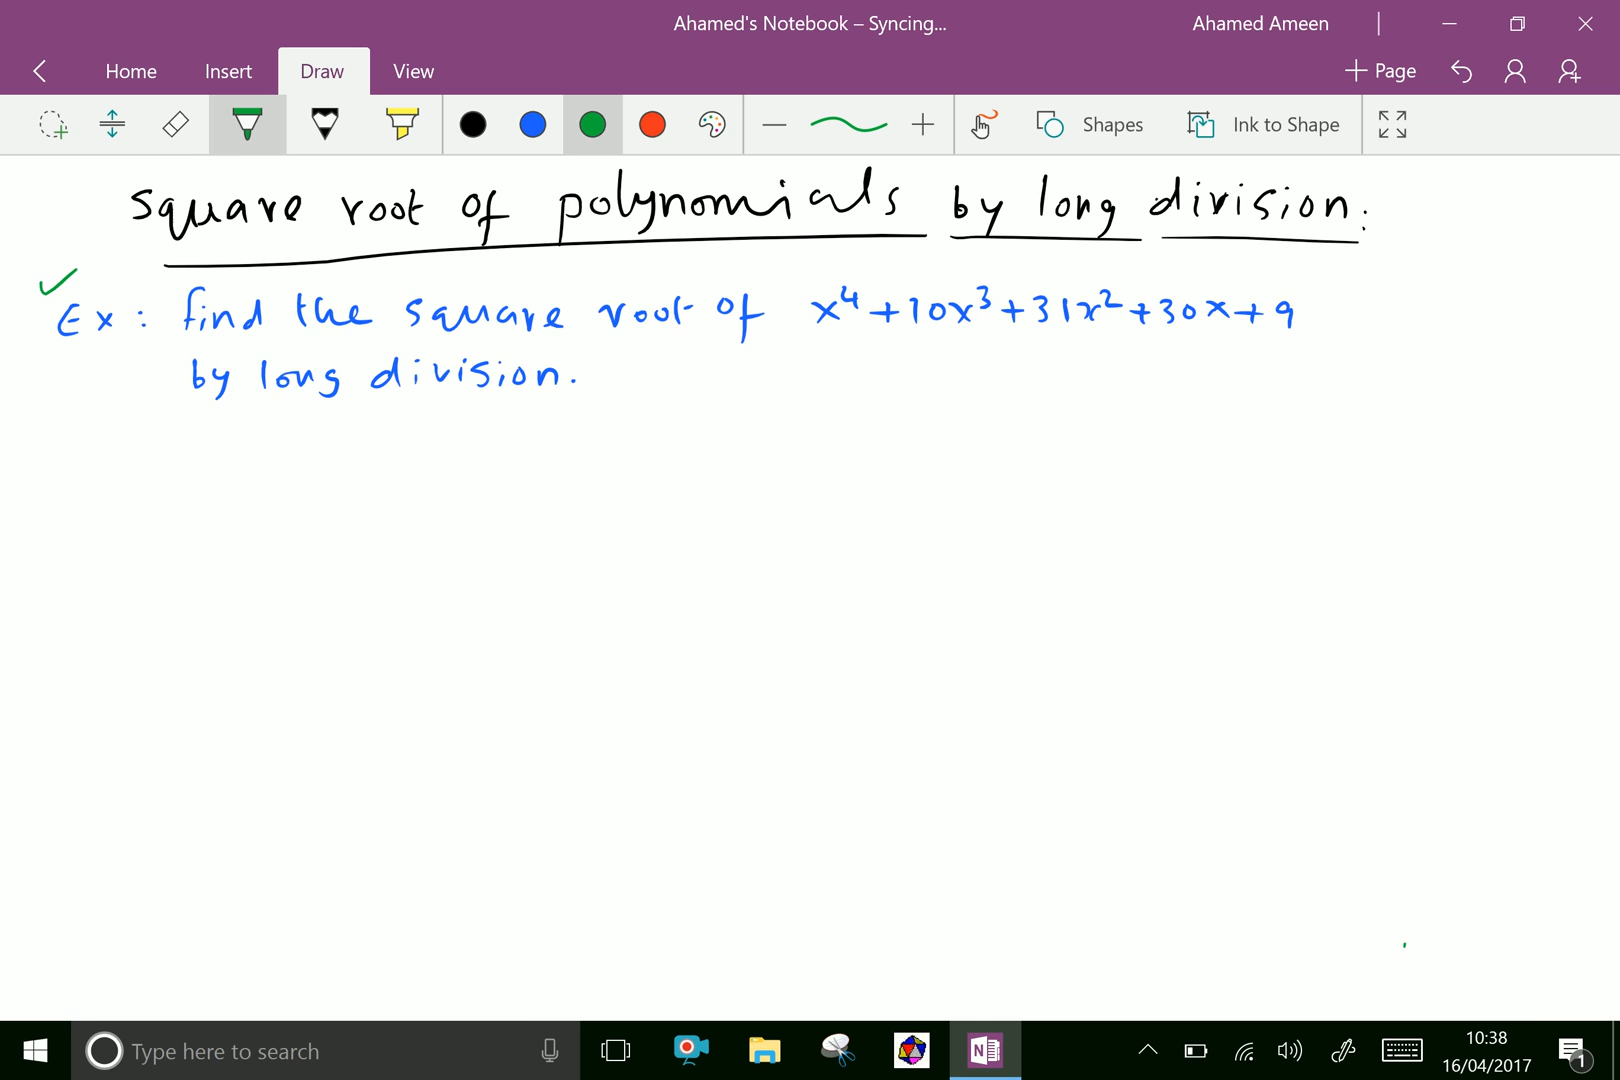 Ahamed's Notebook – Syncing... Ahamed Ameen
Home Insert Draw View + Page
Shapes Ink to Shape
square root of polynomials by long division.
Ex: find the square root of x⁴+10x³+31x²+30x+9
by long division.
Type here to search
N
10:38
16/04/2017
1